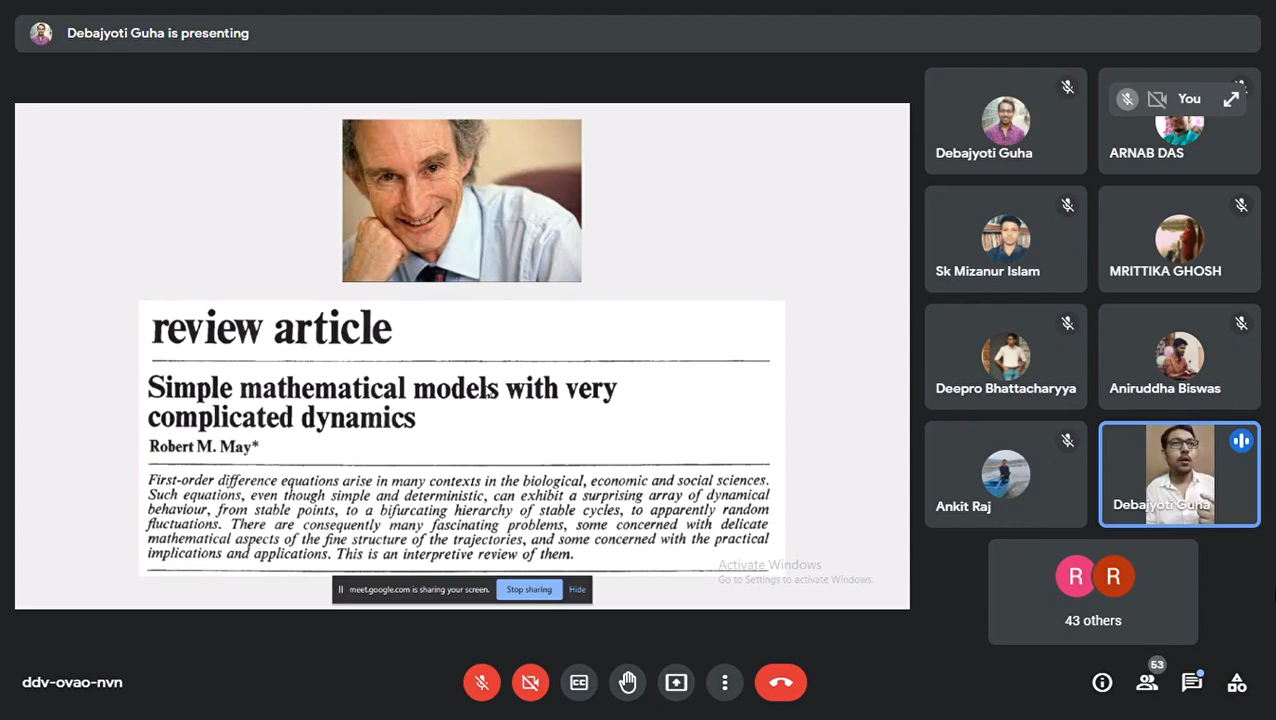 Debajyoti Guha is presenting
review article
Simple mathematical models with very
complicated dynamics
Robert M. May*
First-order difference equations arise in many contexts in the biological, economic and social sciences.
Such equations, even though simple and deterministic, can exhibit a surprising array of dynamical
behaviour, from stable points, to a bifurcating hierarchy of stable cycles, to apparently random
fluctuations. There are consequently many fascinating problems, some concerned with delicate
mathematical aspects of the fine structure of the trajectories, and some concerned with the practical
implications and applications. This is an interpretive review of them.
Activate Windows
Go to Settings to activate Windows.
meet.google.com is sharing your screen.
Stop sharing
Hide
Debajyoti Guha
You
ARNAB DAS
Sk Mizanur Islam
MRITTIKA GHOSH
Deepro Bhattacharyya
Aniruddha Biswas
Ankit Raj
Debajyoti Guha
R
R
43 others
ddv-ovao-nvn
CC
53